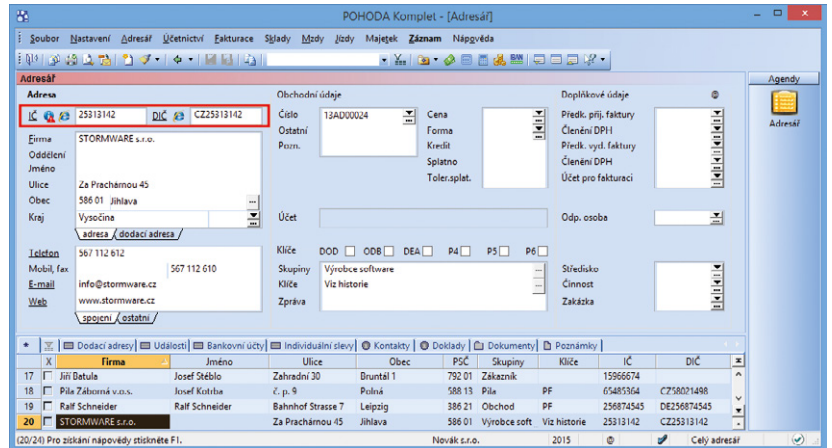 POHODA Komplet - [Adresář]
Soubor Nastavení Adresář Účetnictví Fakturace Sklady Mzdy Jízdy Majetek Záznam Nápověda
Adresář Agendy
Adresa Obchodní údaje Doplňkové údaje
IČ 25313142 DIČ CZ25313142 Číslo 13AD00024 Cena Předk. přij. faktury Adresář
Ostatní Forma Členění DPH
Firma STORMWARE s.r.o. Pozn. Kredit Předk. vyd. faktury
Oddělení Splatno Členění DPH
Jméno Toler.splat. Účet pro fakturaci
Ulice Za Prachárnou 45
Obec 586 01 Jihlava
Kraj Vysočina Účet Odp. osoba
adresa dodací adresa
Telefon 567 112 612 Klíče DOD ODB DEA P4 P5 P6
Mobil, fax 567 112 610 Skupiny Výrobce software Středisko
E-mail info@stormware.cz Klíče Viz historie Činnost
Web www.stormware.cz Zpráva Zakázka
spojení ostatní
Dodací adresy Události Bankovní účty Individuální slevy Kontakty Doklady Dokumenty Poznámky
X Firma Jméno Ulice Obec PSČ Skupiny Klíče IČ DIČ
17 Jiří Batula Josef Stéblo Zahradní 30 Bruntál 1 792 01 Zákazník 15966674
18 Pila Záborná v.o.s. Josef Kotrba č. p. 9 Polná 588 13 Pila PF 65485364 CZ58021498
19 Ralf Schneider Ralf Schneider Bahnhof Strasse 7 Leipzig 386 21 Obchod PF 256874545 DE256874545
20 STORMWARE s.r.o. Za Prachárnou 45 Jihlava 586 01 Výrobce soft Viz historie 25313142 CZ25313142
(20/24) Pro získání nápovědy stiskněte F1. Novák s.r.o. 2015 @ Celý adresář